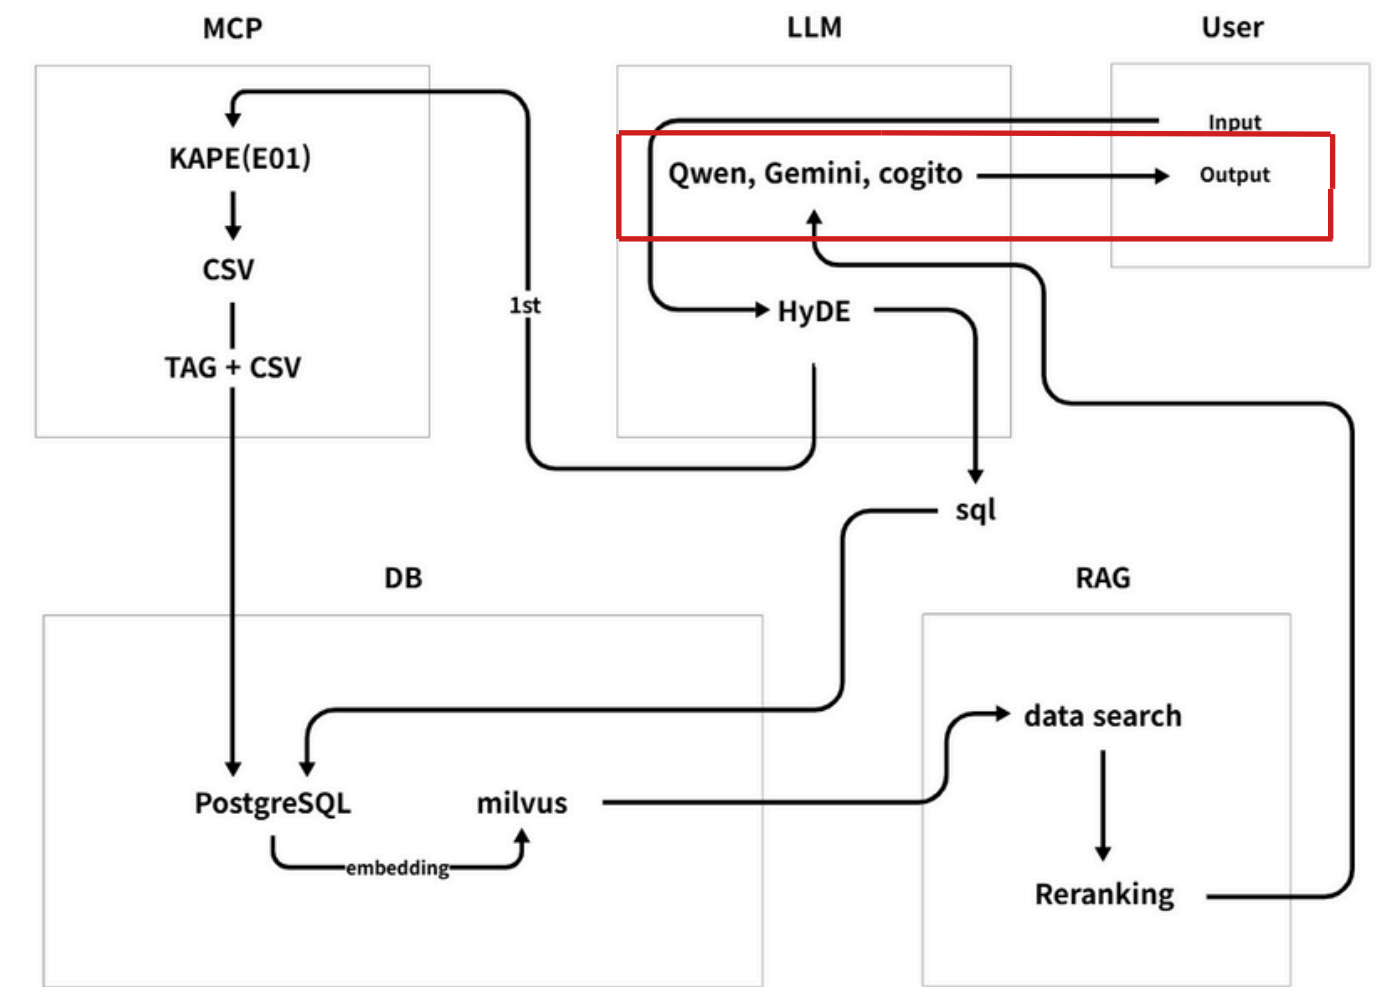 MCP
LLM
User
Input
KAPE(E01)
Qwen, Gemini, cogito
Output
CSV
1st
HyDE
TAG + CSV
sql
DB
RAG
data search
PostgreSQL
milvus
embedding
Reranking